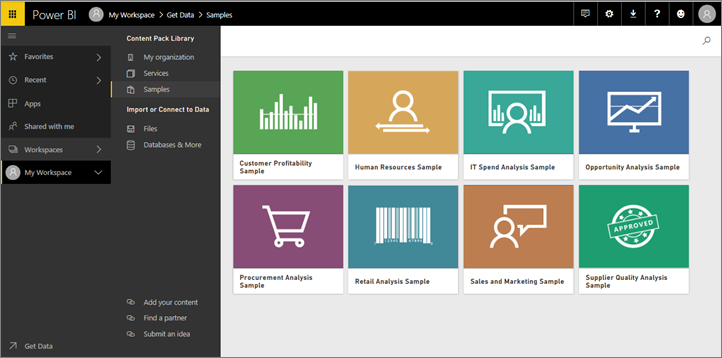 Power BI
My Workspace > Get Data > Samples
?
Favorites
Recent
Apps
Shared with me
Workspaces
My Workspace
Get Data
Content Pack Library
My organization
Services
Samples
Import or Connect to Data
Files
Databases & More
Add your content
Find a partner
Submit an idea
Customer Profitability
Sample
Human Resources Sample
IT Spend Analysis Sample
Opportunity Analysis Sample
Procurement Analysis
Sample
Retail Analysis Sample
Sales and Marketing Sample
APPROVED
Supplier Quality Analysis
Sample